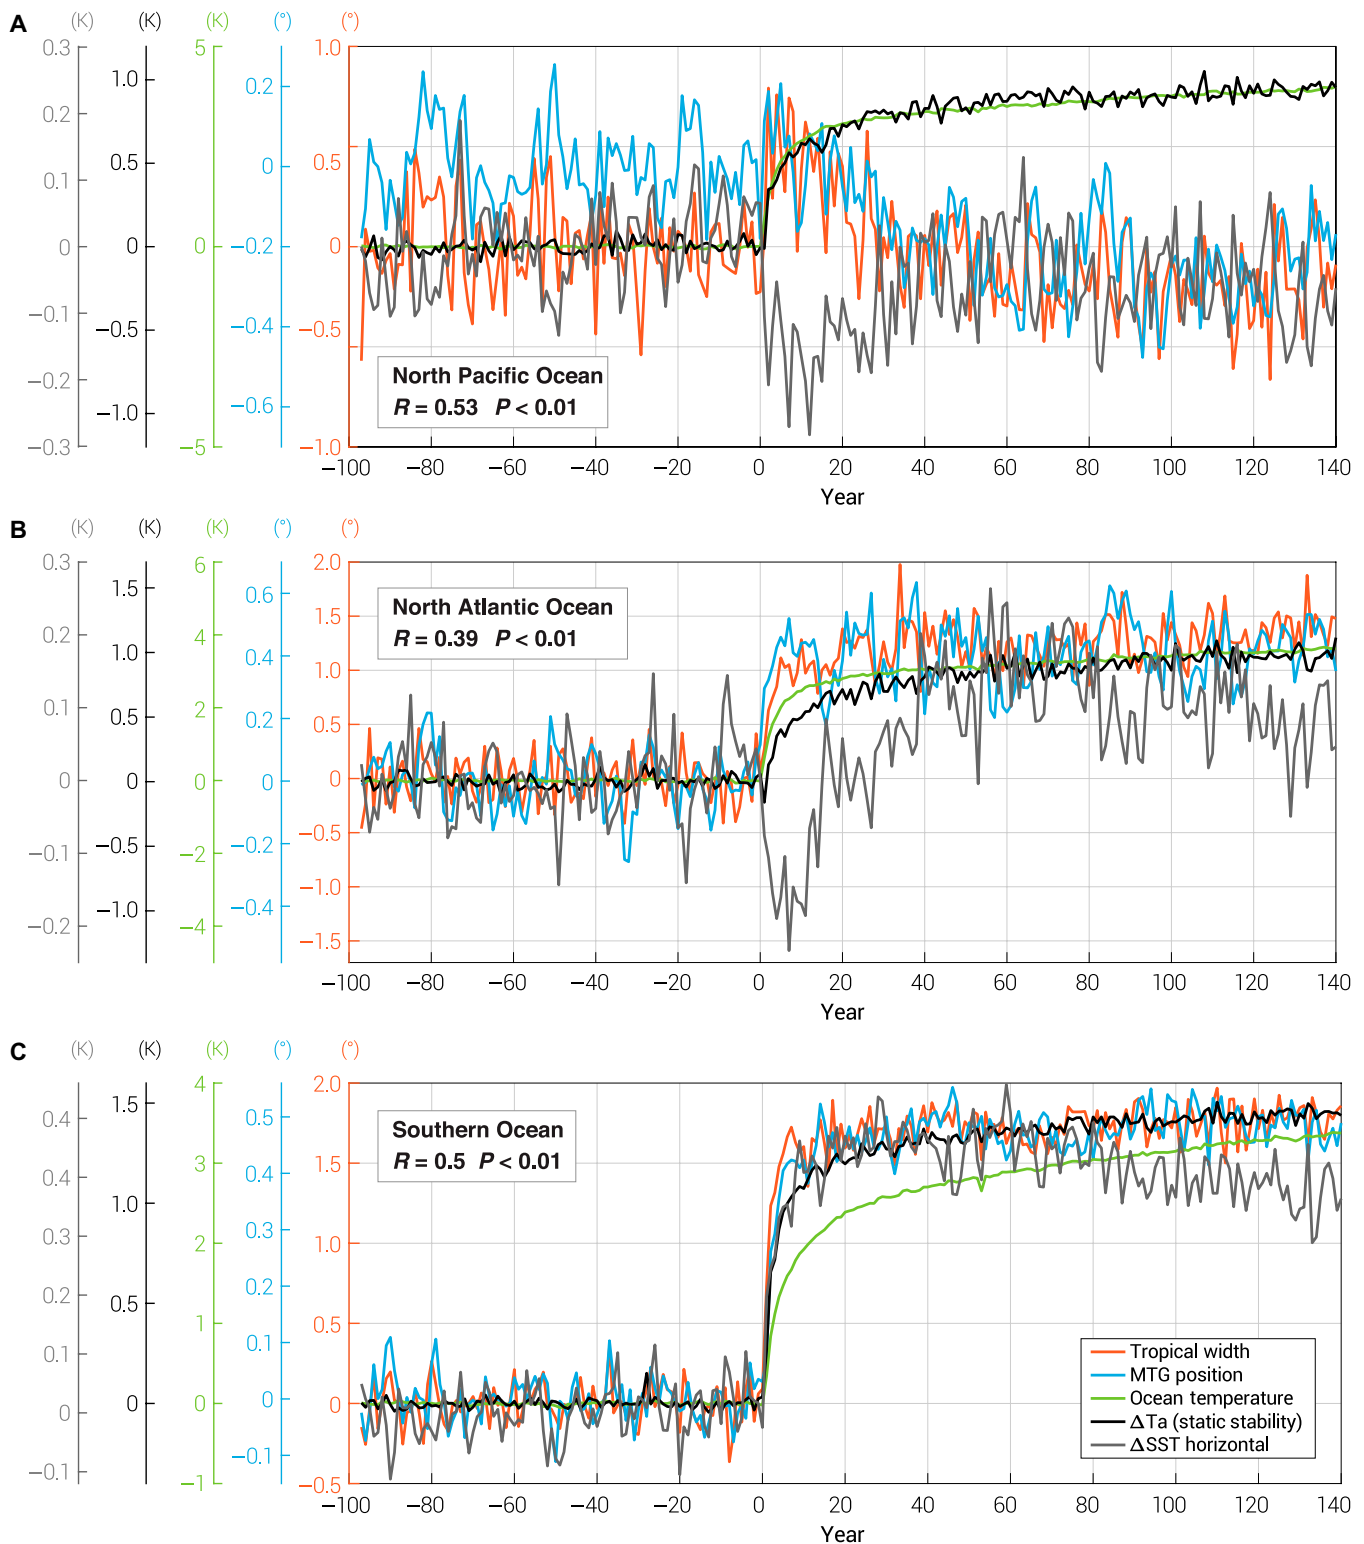 A (K) (K) (K) (°) (°)
0.3 1.0 5 0.2 1.0
0.2 0.5 0 0.5
0.1 0 0 −0.2 0
0 −0.5 −0.4 −0.5
−0.1 −1.0 −5 −0.6 −1.0
−0.2
−0.3
North Pacific Ocean
R = 0.53 P < 0.01
−100 −80 −60 −40 −20 0 20 40 60 80 100 120 140
Year
B (K) (K) (K) (°) (°)
0.3 1.5 6 0.6 2.0
0.2 1.0 4 0.4 1.5
0.1 0.5 2 0.2 1.0
0 0 0 0 0.5
−0.1 −0.5 −2 −0.2 0
−0.2 −1.0 −4 −0.4 −0.5
−1.0
−1.5
North Atlantic Ocean
R = 0.39 P < 0.01
−100 −80 −60 −40 −20 0 20 40 60 80 100 120 140
Year
C (K) (K) (K) (°) (°)
0.4 1.5 4 0.5 2.0
0.3 1.0 3 0.4 1.5
0.2 0.5 2 0.3 1.0
0.1 0 1 0.2 0.5
0 0 0.1 0
−0.1 −1 0 −0.5
−0.1
Southern Ocean
R = 0.5 P < 0.01
Tropical width
MTG position
Ocean temperature
ΔTa (static stability)
ΔSST horizontal
−100 −80 −60 −40 −20 0 20 40 60 80 100 120 140
Year